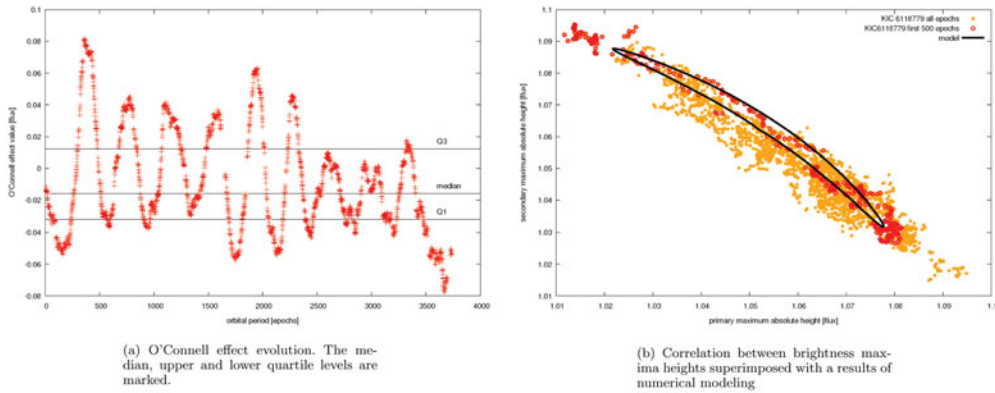 0.1
0.08
0.06
0.04
0.02
0
-0.02
-0.04
-0.06
-0.08
O'Connell effect value [flux]
Q3
median
Q1
0 500 1000 1500 2000 2500 3000 3500 4000
orbital period [epochs]
(a) O'Connell effect evolution. The me-
dian, upper and lower quartile levels are
marked.
1.1
1.09
1.08
1.07
1.06
1.05
1.04
1.03
1.02
1.01
secondary maximum absolute height [flux]
KIC 6118779 all epochs
KIC6118779 first 500 epochs
model
1.01 1.02 1.03 1.04 1.05 1.06 1.07 1.08 1.09 1.1
primary maximum absolute height [flux]
(b) Correlation between brightness max-
ima heights superimposed with a results of
numerical modeling